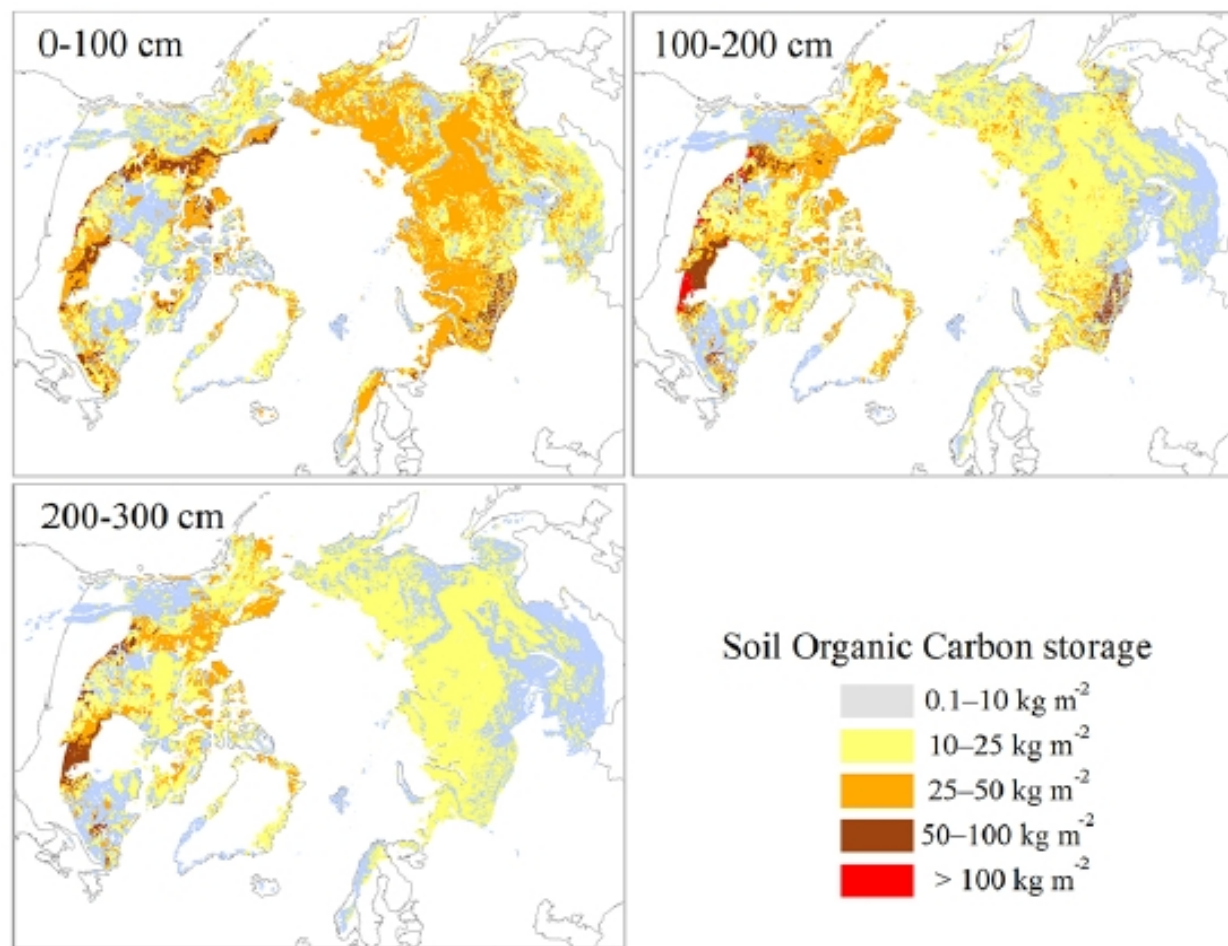 0-100 cm
100-200 cm
200-300 cm
Soil Organic Carbon storage
0.1–10 kg m⁻²
10–25 kg m⁻²
25–50 kg m⁻²
50–100 kg m⁻²
> 100 kg m⁻²